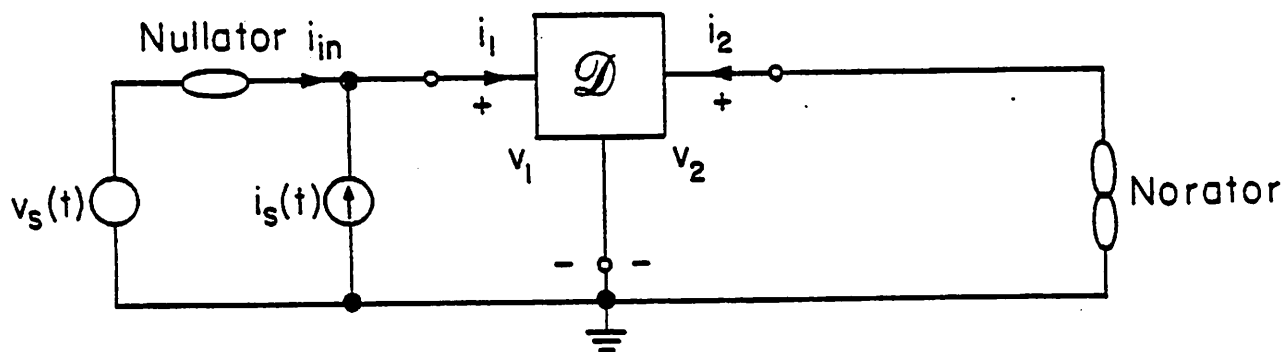 Nullator i_in
i_1
𝒟
i_2
+
+
v_1
v_2
v_s(t)
i_s(t)
Norator
− −